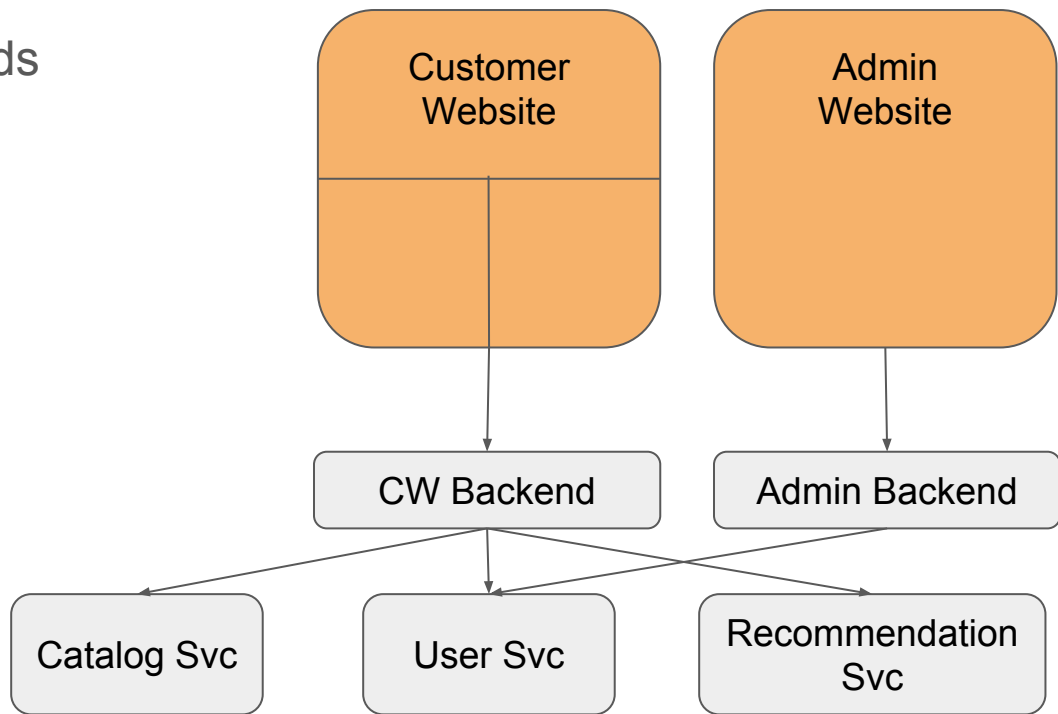 ds
Customer
Website
Admin
Website
CW Backend
Admin Backend
Catalog Svc
User Svc
Recommendation
Svc